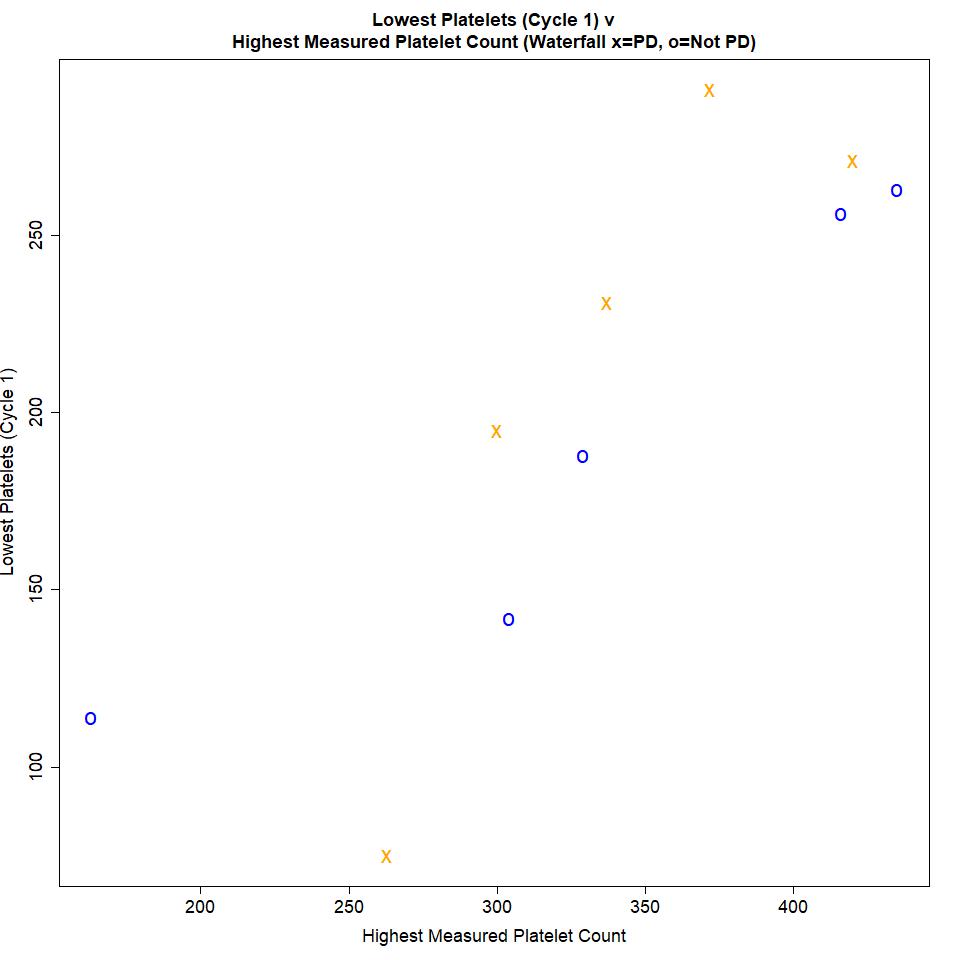 Lowest Platelets (Cycle 1) v
Highest Measured Platelet Count (Waterfall x=PD, o=Not PD)
X
X
O
O
250
X
Lowest Platelets (Cycle 1)
200
X
O
150
O
O
100
X
200 250 300 350 400
Highest Measured Platelet Count